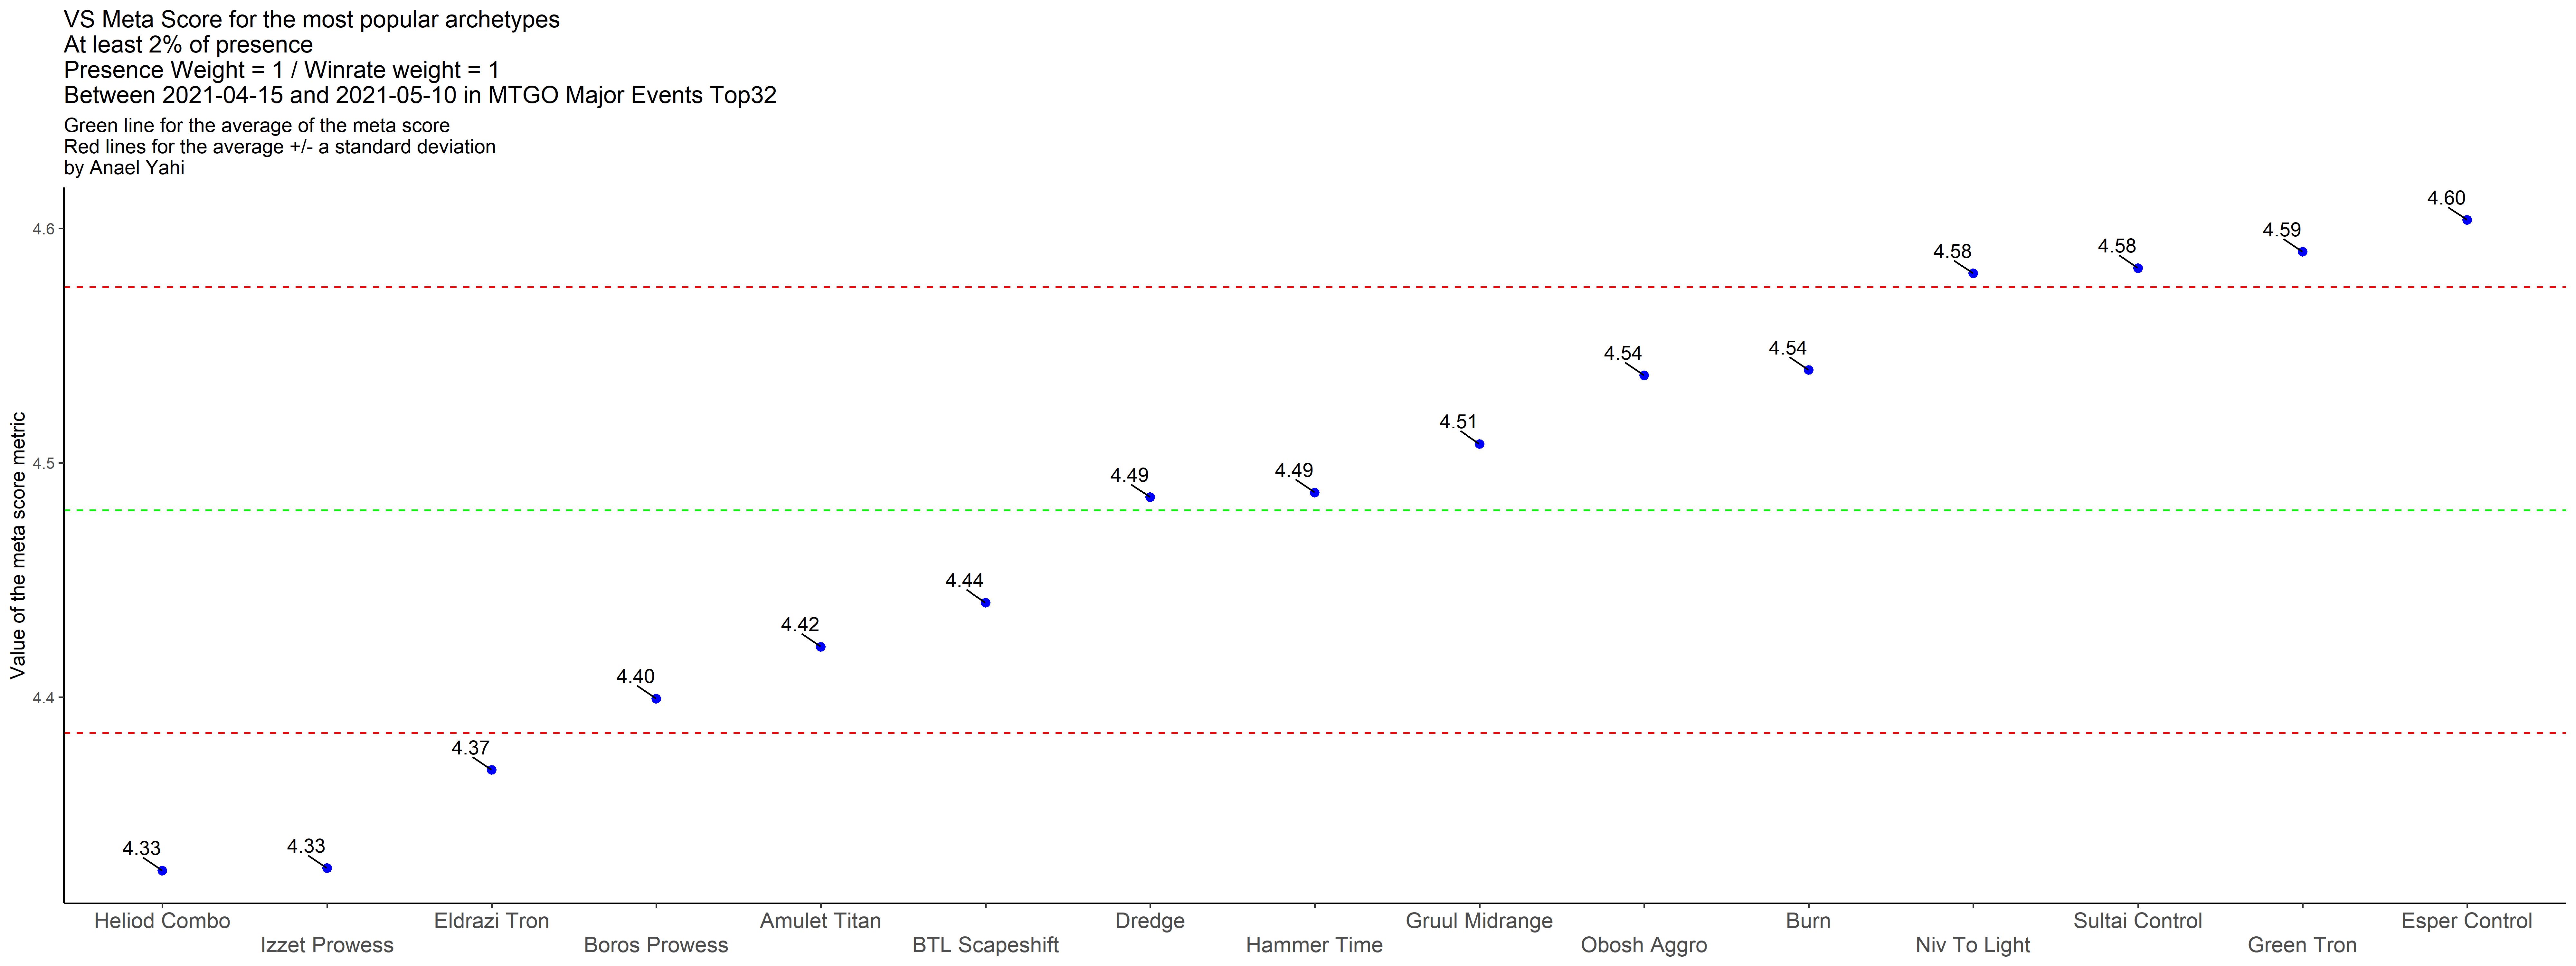 VS Meta Score for the most popular archetypes
At least 2% of presence
Presence Weight = 1 / Winrate weight = 1
Between 2021-04-15 and 2021-05-10 in MTGO Major Events Top32
Green line for the average of the meta score
Red lines for the average +/- a standard deviation
by Anael Yahi
Value of the meta score metric
4.6
4.5
4.4
4.33
4.33
4.37
4.40
4.42
4.44
4.49
4.49
4.51
4.54
4.54
4.58
4.58
4.59
4.60
Heliod Combo
Izzet Prowess
Eldrazi Tron
Boros Prowess
Amulet Titan
BTL Scapeshift
Dredge
Hammer Time
Gruul Midrange
Obosh Aggro
Burn
Niv To Light
Sultai Control
Green Tron
Esper Control